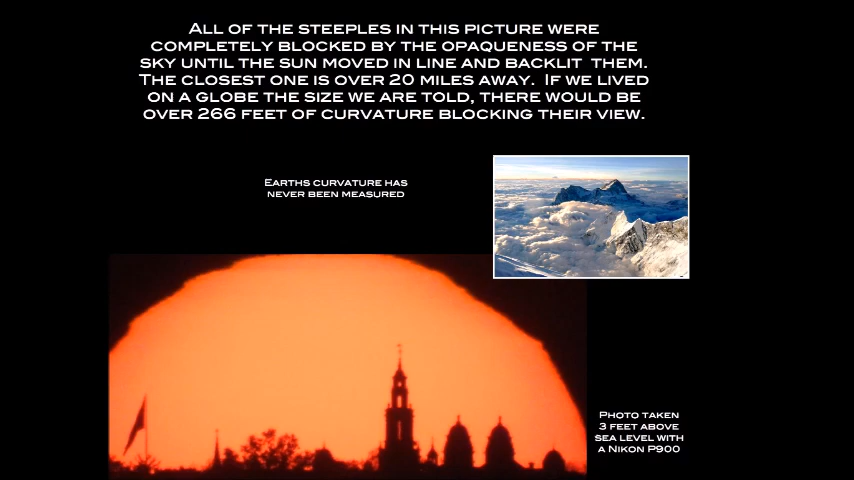 ALL OF THE STEEPLES IN THIS PICTURE WERE
COMPLETELY BLOCKED BY THE OPAQUENESS OF THE
SKY UNTIL THE SUN MOVED IN LINE AND BACKLIT THEM.
THE CLOSEST ONE IS OVER 20 MILES AWAY. IF WE LIVED
ON A GLOBE THE SIZE WE ARE TOLD, THERE WOULD BE
OVER 266 FEET OF CURVATURE BLOCKING THEIR VIEW.
EARTHS CURVATURE HAS
NEVER BEEN MEASURED
PHOTO TAKEN
3 FEET ABOVE
SEA LEVEL WITH
A NIKON P900